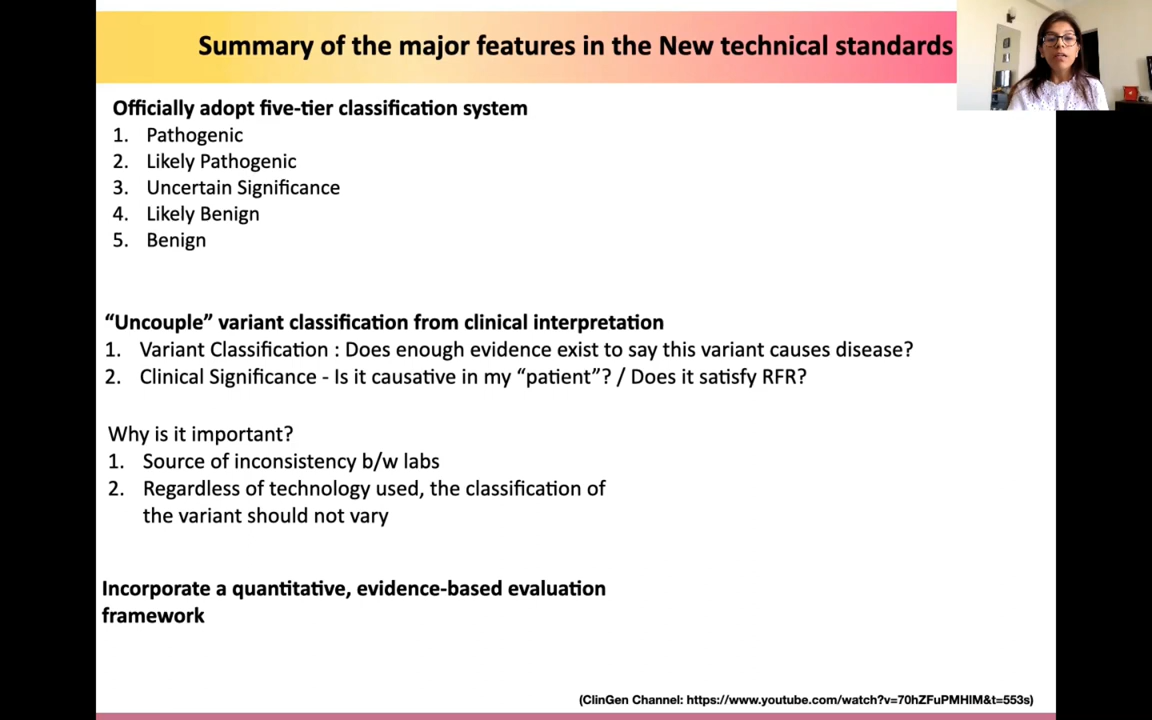 Summary of the major features in the New technical standards
Officially adopt five-tier classification system
1. Pathogenic
2. Likely Pathogenic
3. Uncertain Significance
4. Likely Benign
5. Benign
“Uncouple” variant classification from clinical interpretation
1. Variant Classification : Does enough evidence exist to say this variant causes disease?
2. Clinical Significance - Is it causative in my “patient”? / Does it satisfy RFR?
Why is it important?
1. Source of inconsistency b/w labs
2. Regardless of technology used, the classification of
the variant should not vary
Incorporate a quantitative, evidence-based evaluation
framework
(ClinGen Channel: https://www.youtube.com/watch?v=70hZFuPMHlM&t=553s)